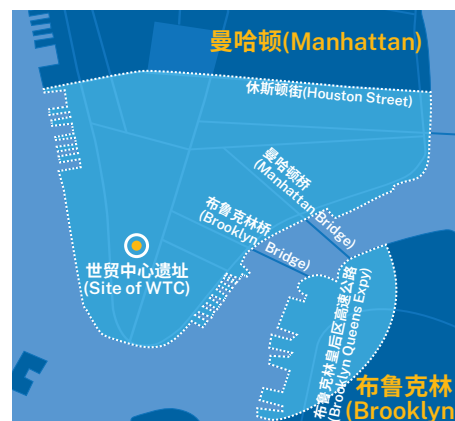 曼哈顿(Manhattan)
休斯顿街(Houston Street)
曼哈顿桥
(Manhattan Bridge)
布鲁克林桥
(Brooklyn Bridge)
世贸中心遗址
(Site of WTC)
布鲁克林皇后区高速公路
(Brooklyn Queens Expy)
布鲁克林
(Brooklyn